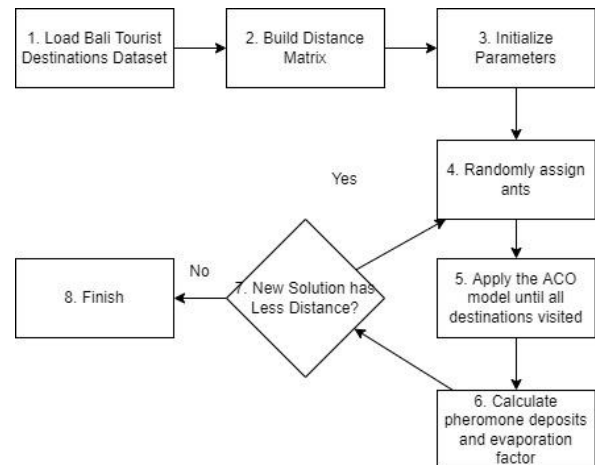 1. Load Bali Tourist
Destinations Dataset
2. Build Distance
Matrix
3. Initialize
Parameters
4. Randomly assign
ants
5. Apply the ACO
model until all
destinations visited
6. Calculate
pheromone deposits
and evaporation
factor
7. New Solution has
Less Distance?
Yes
No
8. Finish